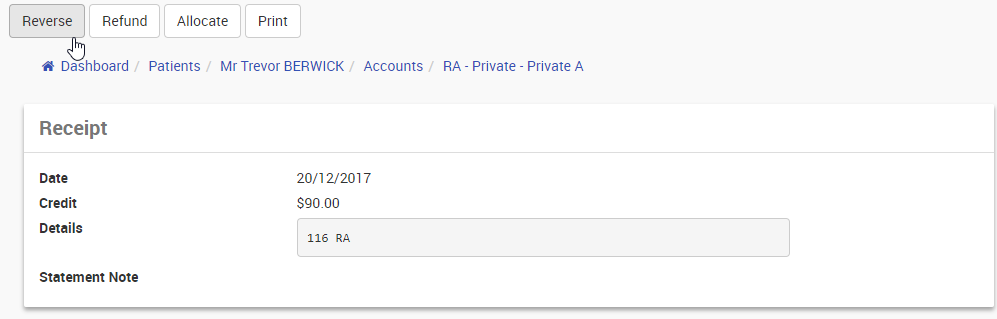 Reverse Refund Allocate Print
Dashboard / Patients / Mr Trevor BERWICK / Accounts / RA - Private - Private A
Receipt
Date 20/12/2017
Credit $90.00
Details 116 RA
Statement Note